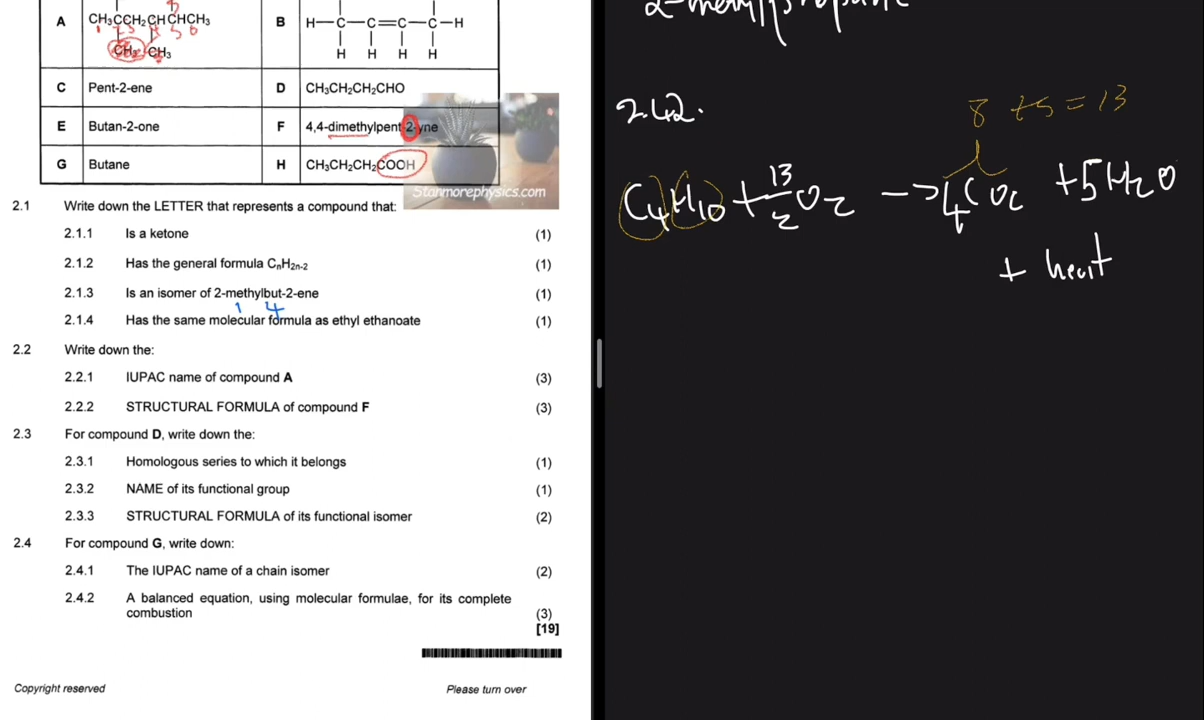 2-methylpropane
A CH₃CCH₂CHCHCH₃
1 2 3 4 5 6
CH₃ CH₃
B H—C—C=C—C—H
H H H H
C Pent-2-ene D CH₃CH₂CH₂CHO
E Butan-2-one F 4,4-dimethylpent-2-yne
G Butane H CH₃CH₂CH₂COOH
Stanmorephysics.com
2.1 Write down the LETTER that represents a compound that:
2.1.1 Is a ketone (1)
2.1.2 Has the general formula CₙH₂ₙ₋₂ (1)
2.1.3 Is an isomer of 2-methylbut-2-ene (1)
1 4
2.1.4 Has the same molecular formula as ethyl ethanoate (1)
2.2 Write down the:
2.2.1 IUPAC name of compound A (3)
2.2.2 STRUCTURAL FORMULA of compound F (3)
2.3 For compound D, write down the:
2.3.1 Homologous series to which it belongs (1)
2.3.2 NAME of its functional group (1)
2.3.3 STRUCTURAL FORMULA of its functional isomer (2)
2.4 For compound G, write down:
2.4.1 The IUPAC name of a chain isomer (2)
2.4.2 A balanced equation, using molecular formulae, for its complete
combustion (3)
[19]
Copyright reserved Please turn over
2.42.
8 +5 = 13
C₄H₁₀ + 13/2 O₂ → 4CO₂ + 5H₂O
+ heat